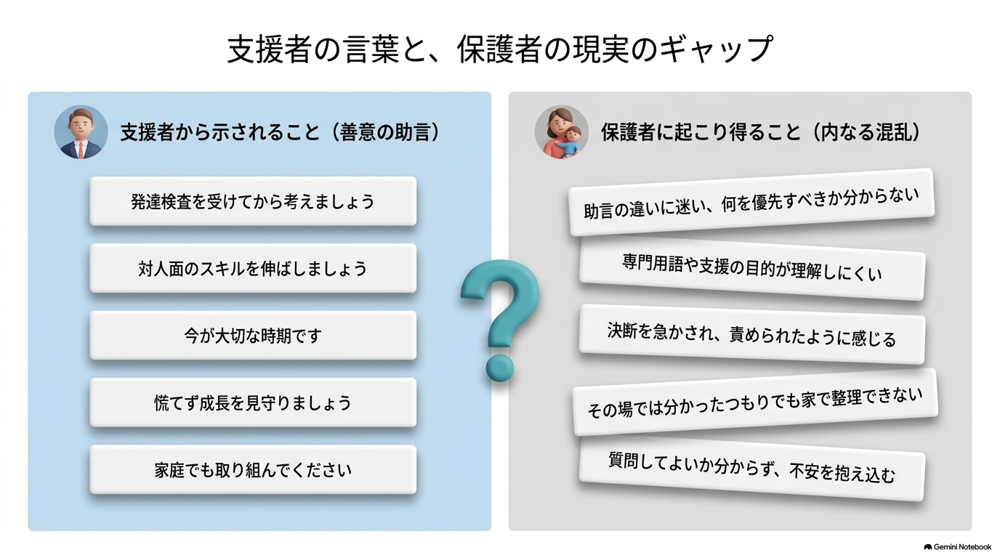 支援者の言葉と、保護者の現実のギャップ
支援者から示されること（善意の助言）
発達検査を受けてから考えましょう
対人面のスキルを伸ばしましょう
今が大切な時期です
慌てず成長を見守りましょう
家庭でも取り組んでください
?
保護者に起こり得ること（内なる混乱）
助言の違いに迷い、何を優先すべきか分からない
専門用語や支援の目的が理解しにくい
決断を急かされ、責められたように感じる
その場では分かったつもりでも家で整理できない
質問してよいか分からず、不安を抱え込む
Gemini Notebook